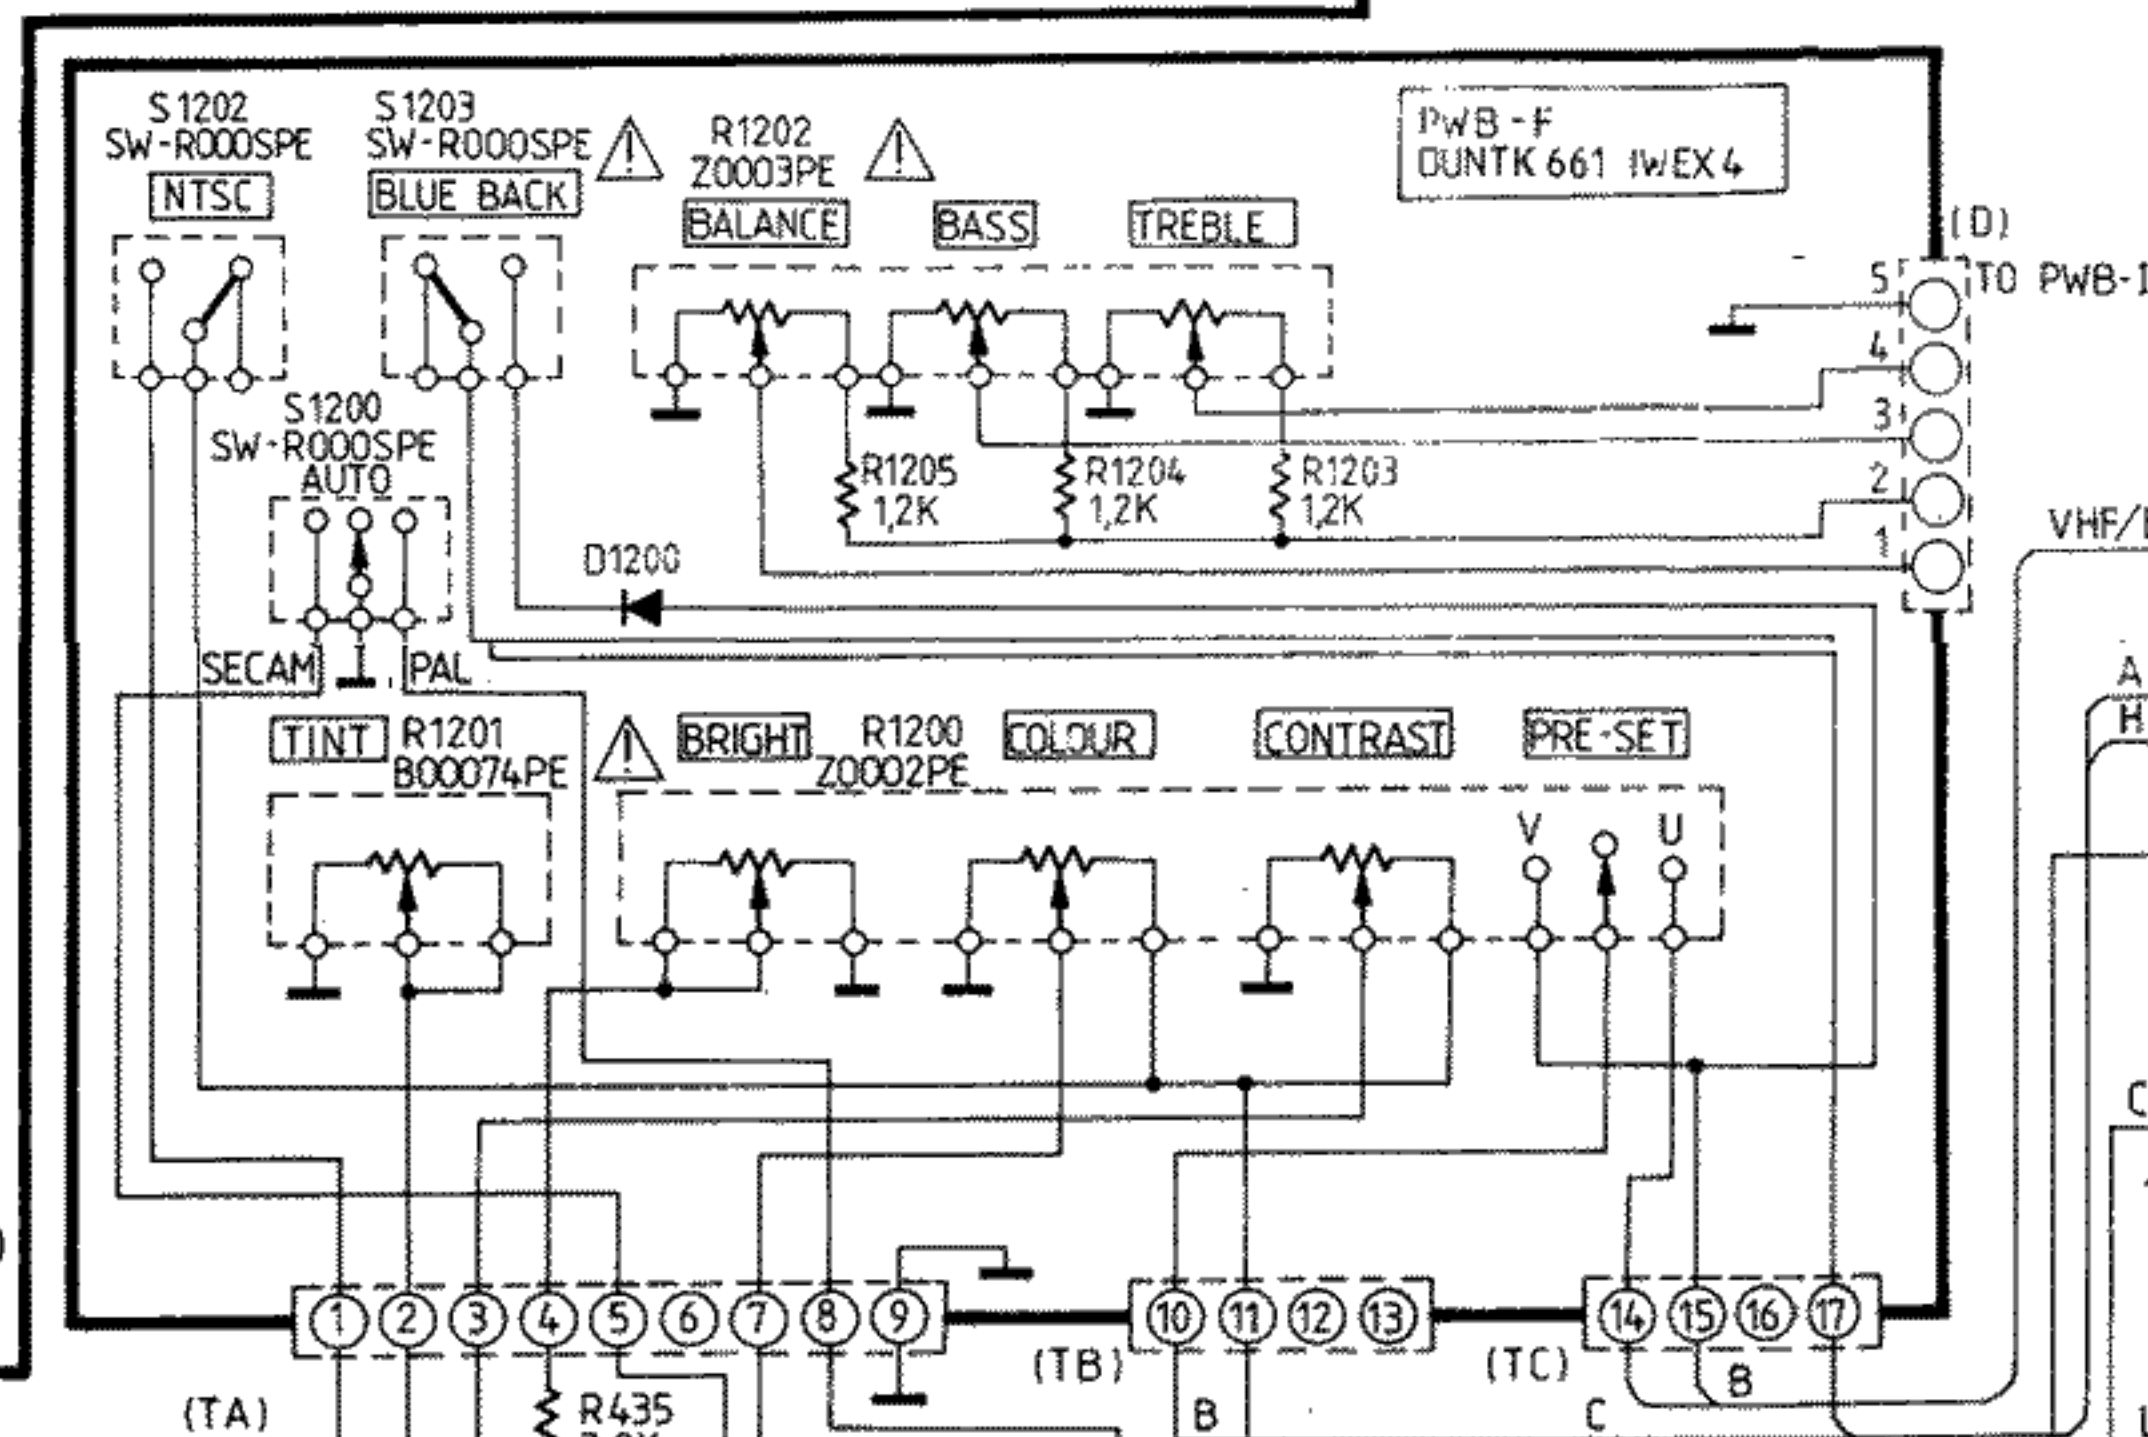 S1202
SW-R000SPE
NTSC
S1203
SW-R000SPE
BLUE BACK
!
R1202
Z0003PE
!
BALANCE
BASS
TREBLE
PWB-F
DUNTK 661 IWEX4
(D)
TO PWB-
5
4
3
2
1
S1200
SW-R000SPE
AUTO
SECAM
PAL
R1205
1,2K
R1204
1,2K
R1203
1,2K
D1200
VHF/
A
H
TINT
R1201
B00074PE
!
BRIGHT
R1200
Z0002PE
COLOUR
CONTRAST
PRE-SET
V
U
C
1 2 3 4 5 6 7 8 9
10 11 12 13
14 15 16 17
(TA)
(TB)
(TC)
R435
B
C
B